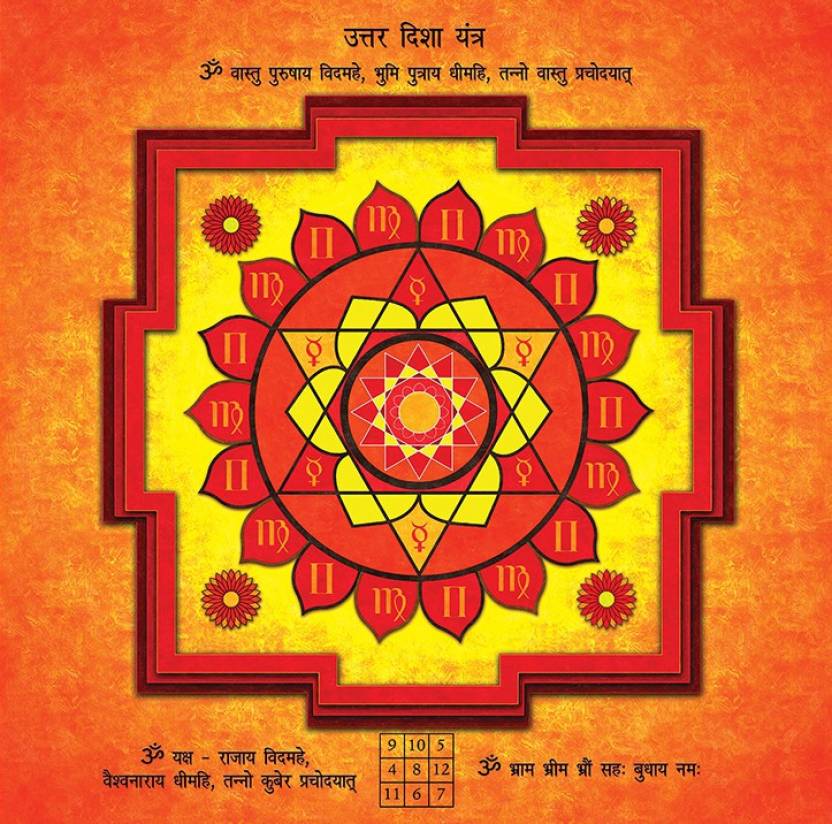 उत्तर दिशा यंत्र
ॐ वास्तु पुरुषाय विदमहे, भुमि पुत्राय धीमहि, तन्नो वास्तु प्रचोदयात्
ॐ यक्ष - राजाय विदमहे,
वैश्वनाराय धीमहि, तन्नो कुबेर प्रचोदयात्
9 10 5
4 8 12
11 6 7
ॐ भ्राम भ्रीम भ्रौं सहः बुधाय नमः